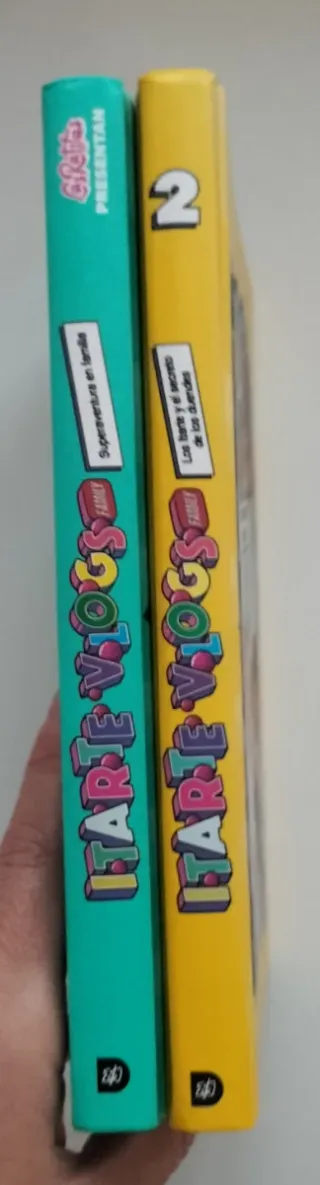 ITARTE VLOGS
FAMILY
Superaventura en familia
PRESENTAN
ITARTE VLOGS
FAMILY
Los Itarte y el secreto
de los duendes
2